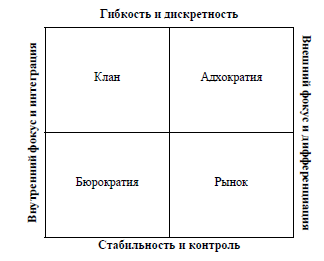 Гибкость и дискретность
Внутренний фокус и интеграция
Клан
Адхократия
Внешний фокус и дифференциация
Бюрократия
Рынок
Стабильность и контроль